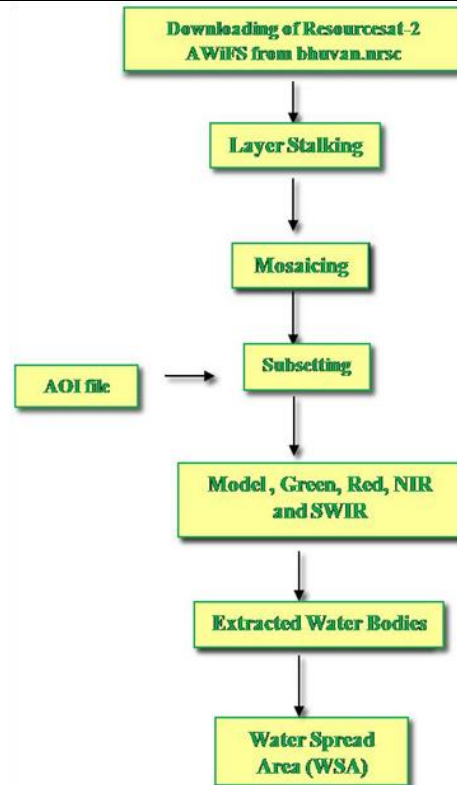 Downloading of Resourcesat-2
AWiFS from bhuvan.nrsc
Layer Stalking
Mosaicing
Subsetting
AOI file
Model , Green, Red, NIR
and SWIR
Extracted Water Bodies
Water Spread
Area (WSA)